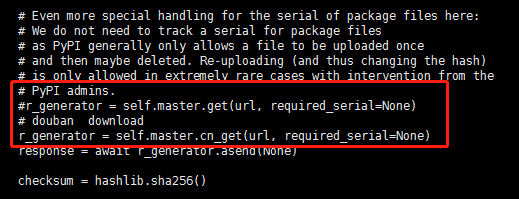 # Even more special handling for the serial of package files here:
# We do not need to track a serial for package files
# as PyPI generally only allows a file to be uploaded once
# and then maybe deleted. Re-uploading (and thus changing the hash)
# is only allowed in extremely rare cases with intervention from the
# PyPI admins.
#r_generator = self.master.get(url, required_serial=None)
# douban  download
r_generator = self.master.cn_get(url, required_serial=None)
response = await r_generator.asend(None)
checksum = hashlib.sha256()